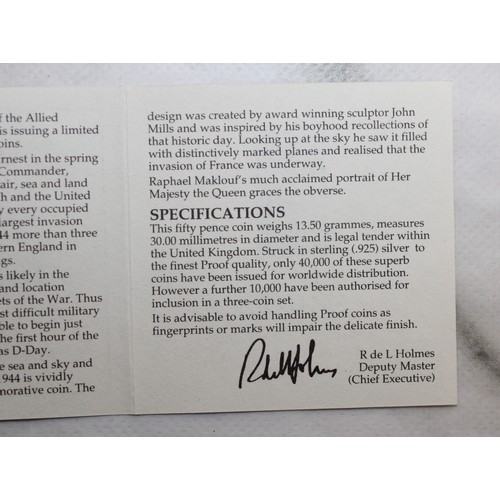 f the Allied
is issuing a limited
oins.
rnest in the spring
Commander,
air, sea and land
h and the United
y every occupied
largest invasion
44 more than three
ern England in
gs.
s likely in the
and location
ets of the War. Thus
st difficult military
ble to begin just
he first hour of the
as D-Day.
e sea and sky and
1944 is vividly
morative coin. The
design was created by award winning sculptor John
Mills and was inspired by his boyhood recollections of
that historic day. Looking up at the sky he saw it filled
with distinctively marked planes and realised that the
invasion of France was underway.
Raphael Maklouf's much acclaimed portrait of Her
Majesty the Queen graces the obverse.
SPECIFICATIONS
This fifty pence coin weighs 13.50 grammes, measures
30.00 millimetres in diameter and is legal tender within
the United Kingdom. Struck in sterling (.925) silver to
the finest Proof quality, only 40,000 of these superb
coins have been issued for worldwide distribution.
However a further 10,000 have been authorised for
inclusion in a three-coin set.
It is advisable to avoid handling Proof coins as
fingerprints or marks will impair the delicate finish.
R de L Holmes
R de L Holmes
Deputy Master
(Chief Executive)